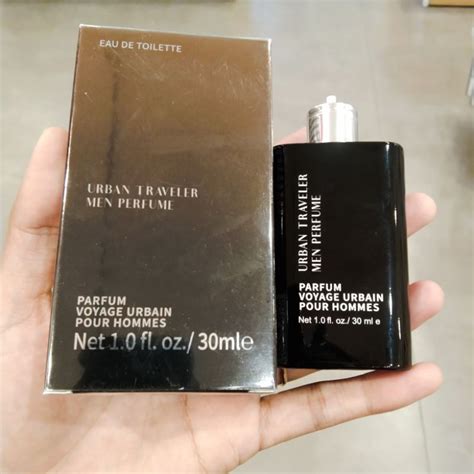 EAU DE TOILETTE
URBAN TRAVELER
MEN PERFUME
PARFUM
VOYAGE URBAIN
POUR HOMMES
Net 1.0 fl. oz./ 30ml℮
URBAN TRAVELER
MEN PERFUME
PARFUM
VOYAGE URBAIN
POUR HOMMES
Net 1.0 fl. oz./ 30 ml ℮